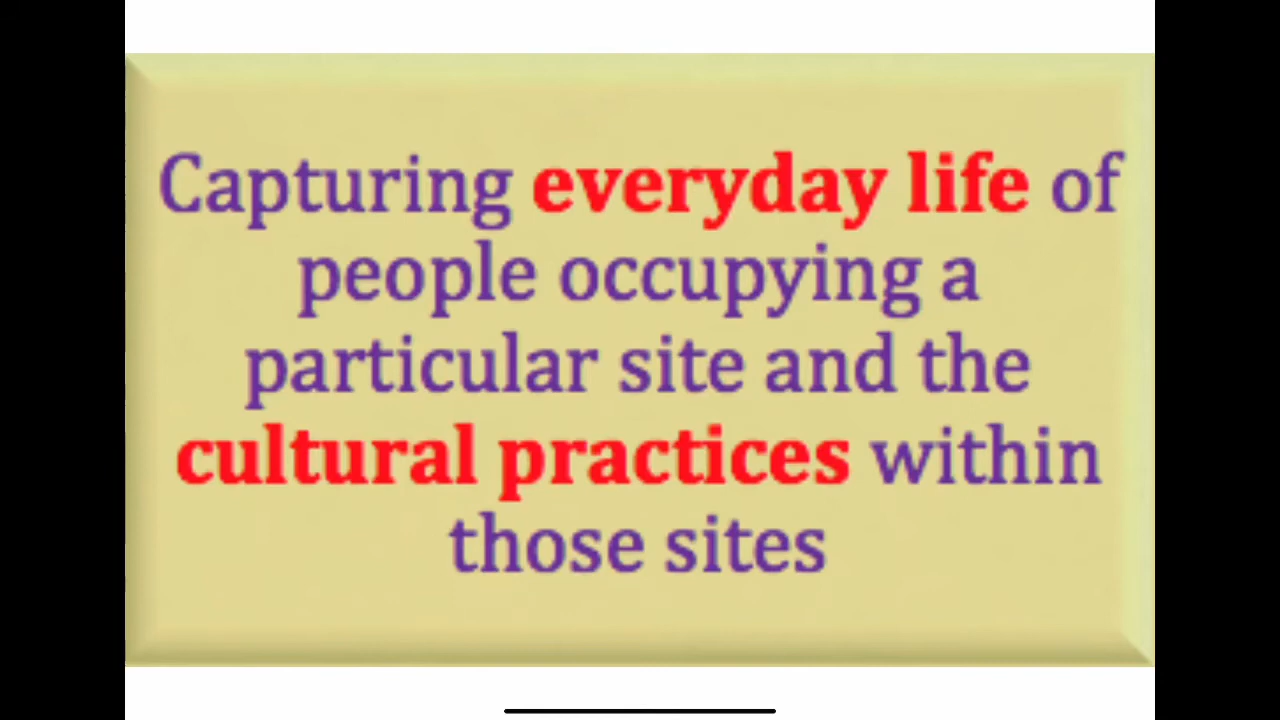 Capturing everyday life of
people occupying a
particular site and the
cultural practices within
those sites